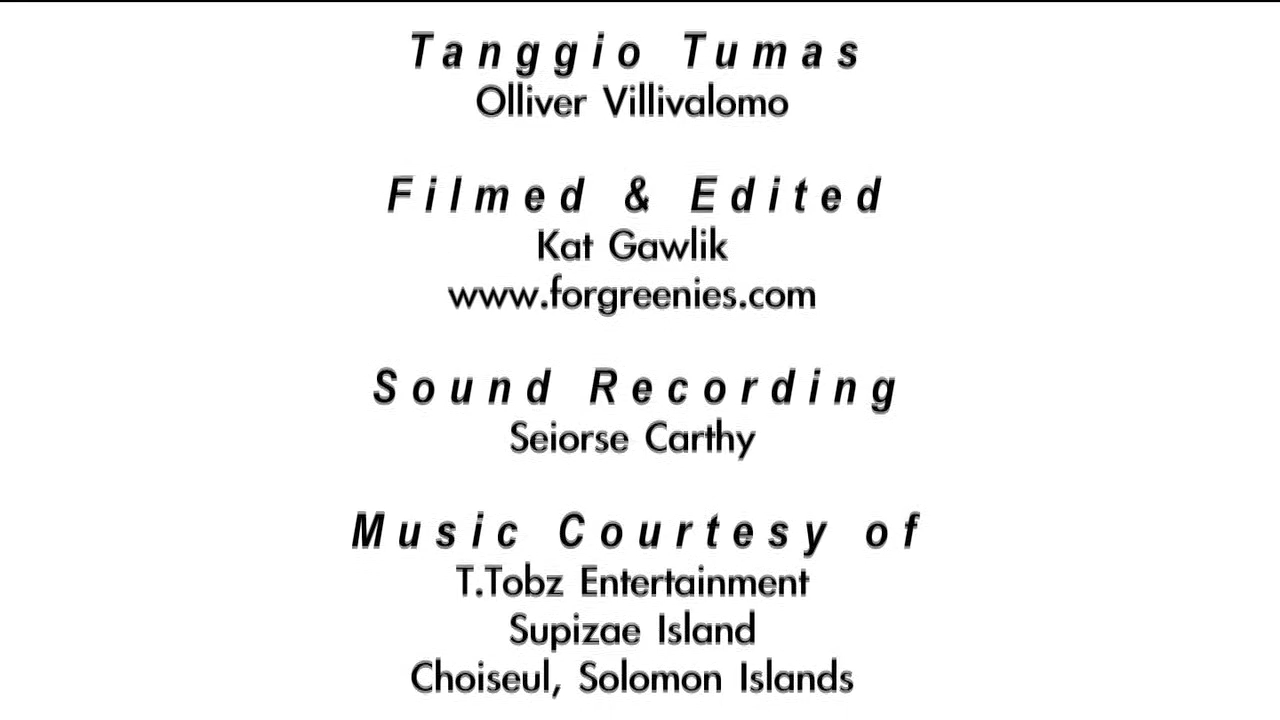 Tanggio Tumas
Olliver Villivalomo
Filmed & Edited
Kat Gawlik
www.forgreenies.com
Sound Recording
Seiorse Carthy
Music Courtesy of
T.Tobz Entertainment
Supizae Island
Choiseul, Solomon Islands